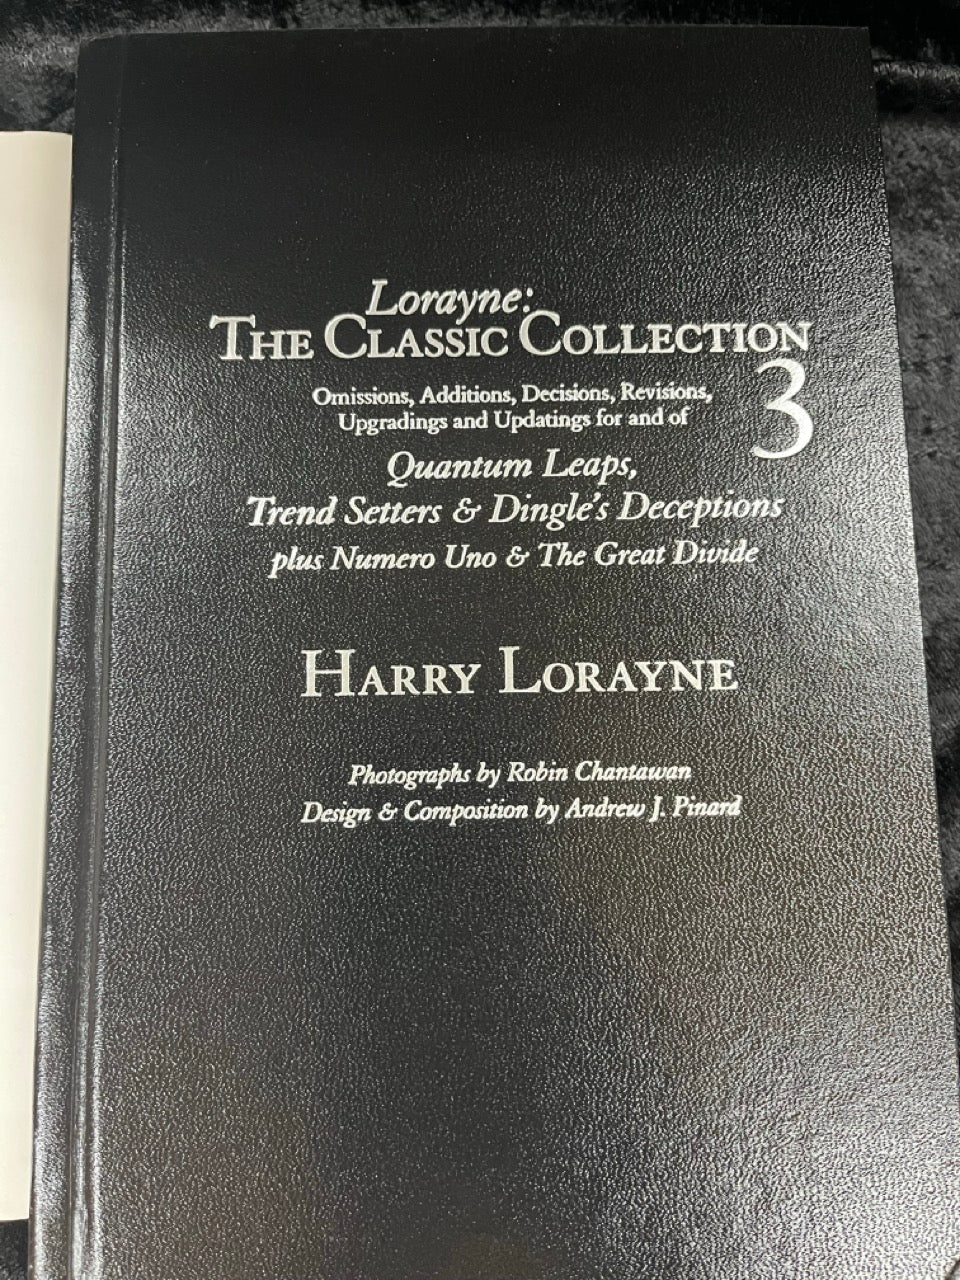 Lorayne:
THE CLASSIC COLLECTION
3
Omissions, Additions, Decisions, Revisions,
Upgradings and Updatings for and of
Quantum Leaps,
Trend Setters & Dingle's Deceptions
plus Numero Uno & The Great Divide
HARRY LORAYNE
Photographs by Robin Chantawan
Design & Composition by Andrew J. Pinard